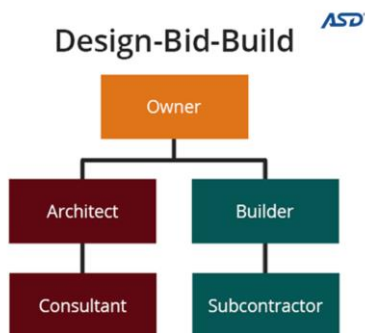 ASD
Design-Bid-Build
Owner
Architect
Builder
Consultant
Subcontractor